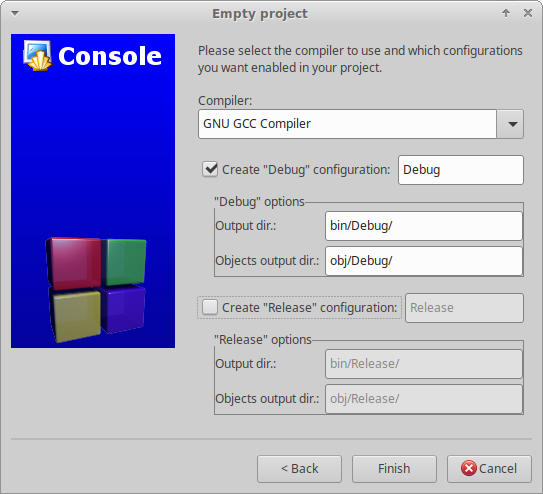 Empty project
Console
Please select the compiler to use and which configurations
you want enabled in your project.
Compiler:
GNU GCC Compiler
Create "Debug" configuration: Debug
"Debug" options
Output dir.: bin/Debug/
Objects output dir.: obj/Debug/
Create "Release" configuration: Release
"Release" options
Output dir.: bin/Release/
Objects output dir.: obj/Release/
< Back Finish Cancel